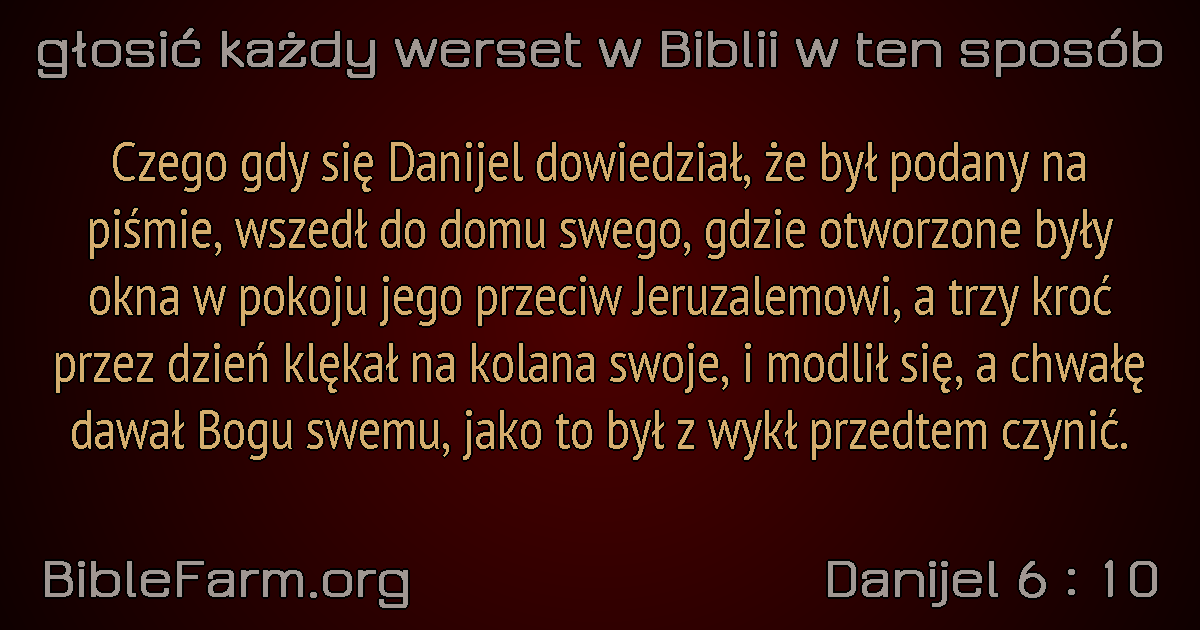 głosić każdy werset w Biblii w ten sposób
Czego gdy się Danijel dowiedział, że był podany na
piśmie, wszedł do domu swego, gdzie otworzone były
okna w pokoju jego przeciw Jeruzalemowi, a trzy kroć
przez dzień klękał na kolana swoje, i modlił się, a chwałę
dawał Bogu swemu, jako to był z wykł przedtem czynić.
BibleFarm.org
Danijel 6 : 10